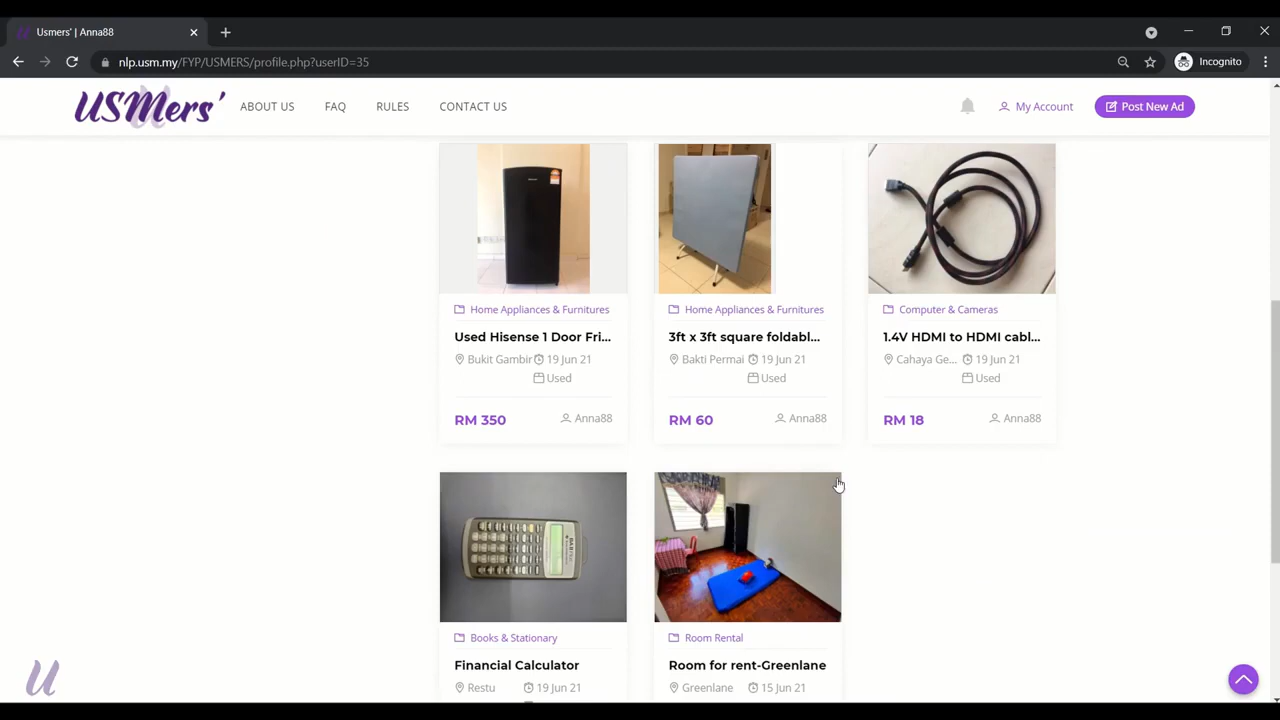 Usmers' | Anna88
nlp.usm.my/FYP/USMERS/profile.php?userID=35
Incognito
USMers'
ABOUT US
FAQ
RULES
CONTACT US
My Account
Post New Ad
Home Appliances & Furnitures
Used Hisense 1 Door Fri...
Bukit Gambir 19 Jun 21
Used
RM 350
Anna88
Home Appliances & Furnitures
3ft x 3ft square foldabl...
Bakti Permai 19 Jun 21
Used
RM 60
Anna88
Computer & Cameras
1.4V HDMI to HDMI cabl...
Cahaya Ge... 19 Jun 21
Used
RM 18
Anna88
Books & Stationary
Financial Calculator
Restu 19 Jun 21
Room Rental
Room for rent-Greenlane
Greenlane 15 Jun 21
U